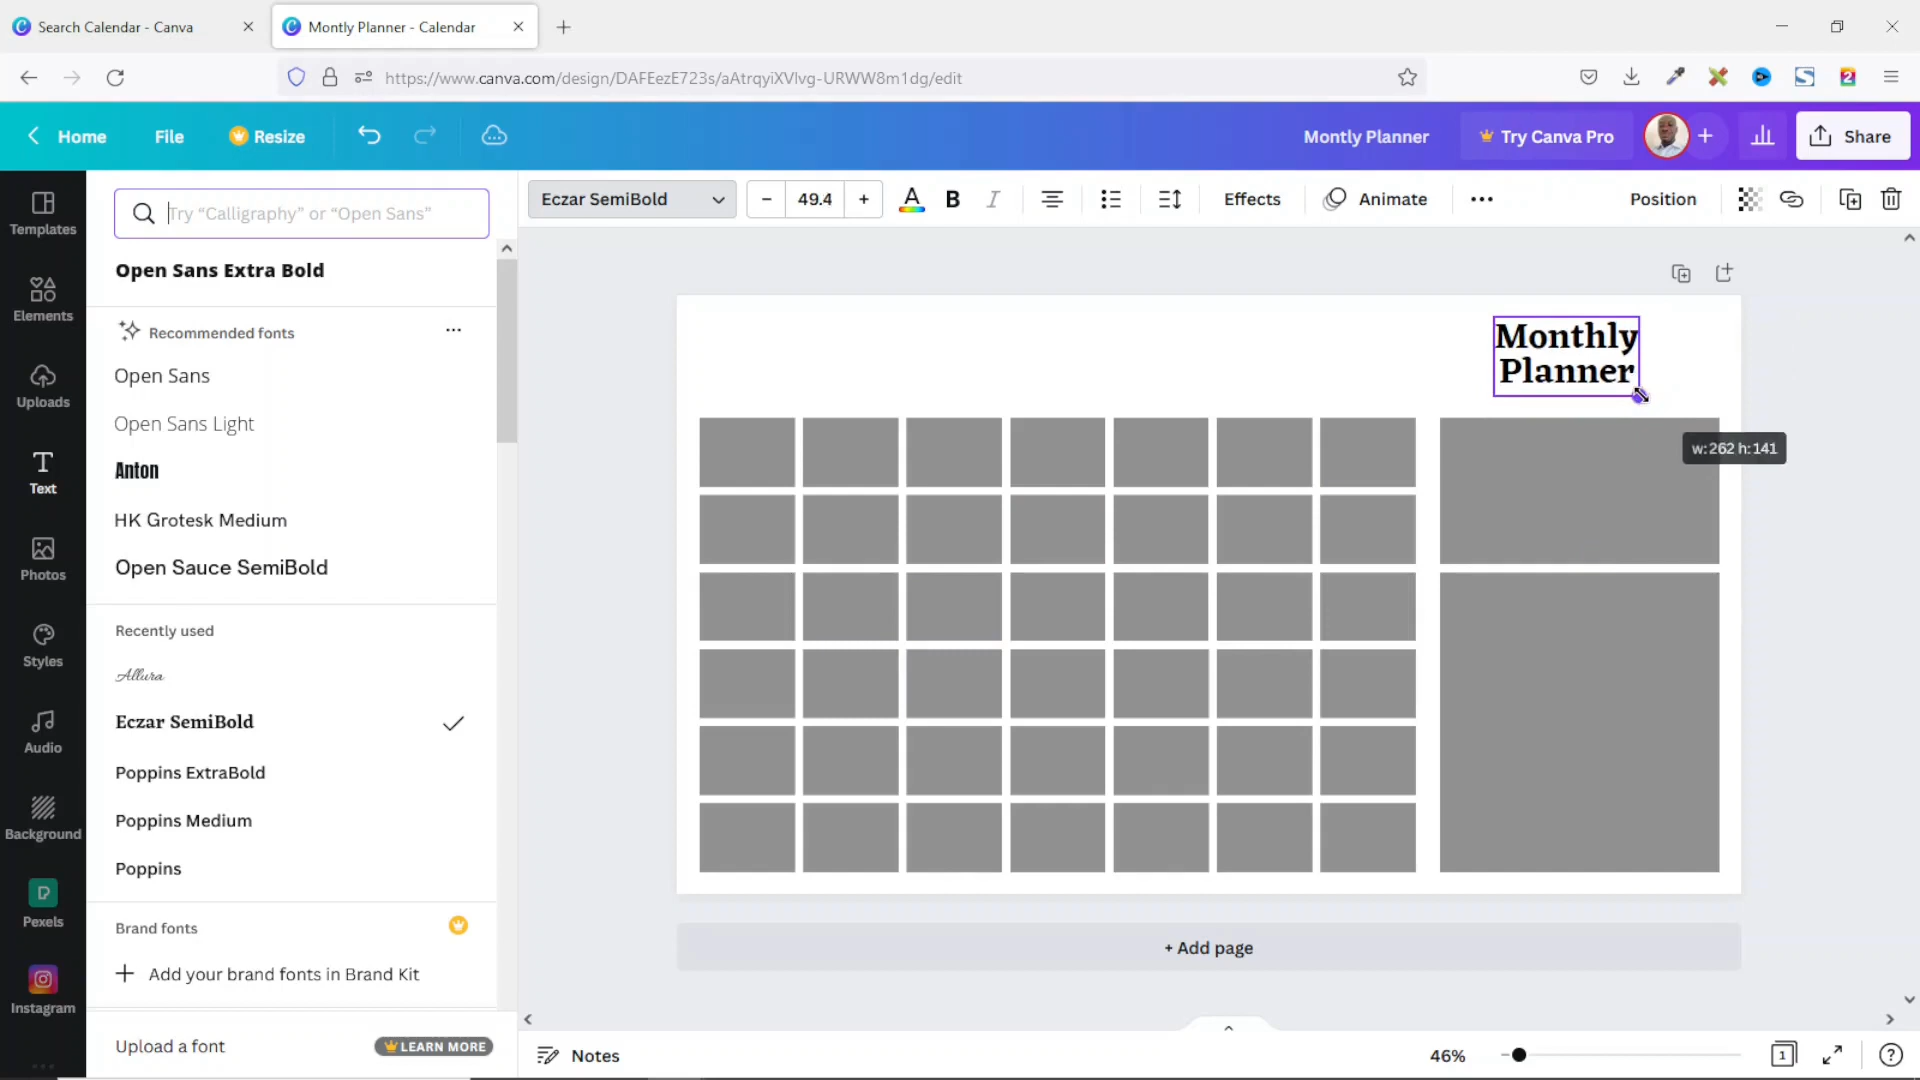 Search Calendar - Canva
Montly Planner - Calendar
https://www.canva.com/design/DAFEezE723s/aAtrqyiXVlvg-URWW8m1dg/edit
Home
File
Resize
Montly Planner
Try Canva Pro
Share
Templates
Elements
Uploads
Text
Photos
Styles
Audio
Background
Pexels
Instagram
Try “Calligraphy” or “Open Sans”
Open Sans Extra Bold
Recommended fonts
Open Sans
Open Sans Light
Anton
HK Grotesk Medium
Open Sauce SemiBold
Recently used
Allura
Eczar SemiBold
Poppins ExtraBold
Poppins Medium
Poppins
Brand fonts
Add your brand fonts in Brand Kit
Upload a font
LEARN MORE
Eczar SemiBold
49.4
A
B
I
Effects
Animate
Position
Monthly
Planner
w:262 h:141
+ Add page
Notes
46%
1